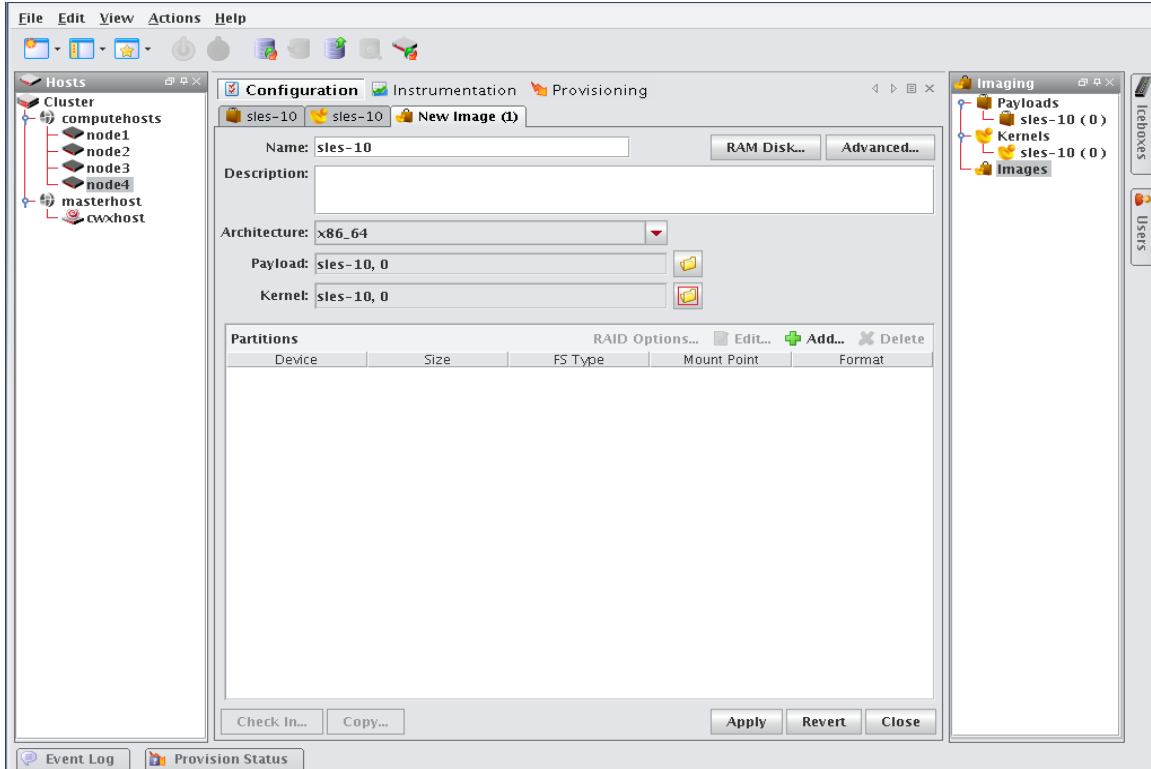 File Edit View Actions Help
Hosts
Cluster
computehosts
node1
node2
node3
node4
masterhost
cwxhost
Configuration Instrumentation Provisioning
sles-10 sles-10 New Image (1)
Name: sles-10 RAM Disk... Advanced...
Description:
Architecture: x86_64
Payload: sles-10, 0
Kernel: sles-10, 0
Partitions RAID Options... Edit... Add... Delete
Device Size FS Type Mount Point Format
Check In... Copy... Apply Revert Close
Imaging
Payloads
sles-10 (0)
Kernels
sles-10 (0)
Images
Iceboxes
Users
Event Log Provision Status